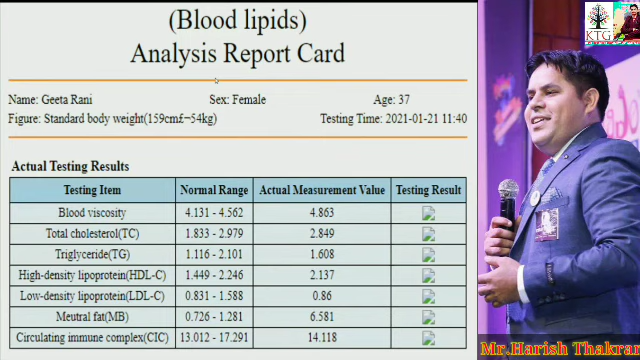 (Blood lipids)
Analysis Report Card
Name: Geeta Rani Sex: Female Age: 37
Figure: Standard body weight(159cm£¬54kg) Testing Time: 2021-01-21 11:40
Actual Testing Results
Testing Item Normal Range Actual Measurement Value Testing Result
Blood viscosity 4.131 - 4.562 4.863
Total cholesterol(TC) 1.833 - 2.979 2.849
Triglyceride(TG) 1.116 - 2.101 1.608
High-density lipoprotein(HDL-C) 1.449 - 2.246 2.137
Low-density lipoprotein(LDL-C) 0.831 - 1.588 0.86
Meutral fat(MB) 0.726 - 1.281 6.581
Circulating immune complex(CIC) 13.012 - 17.291 14.118
KTG
Mr.Harish Thakran